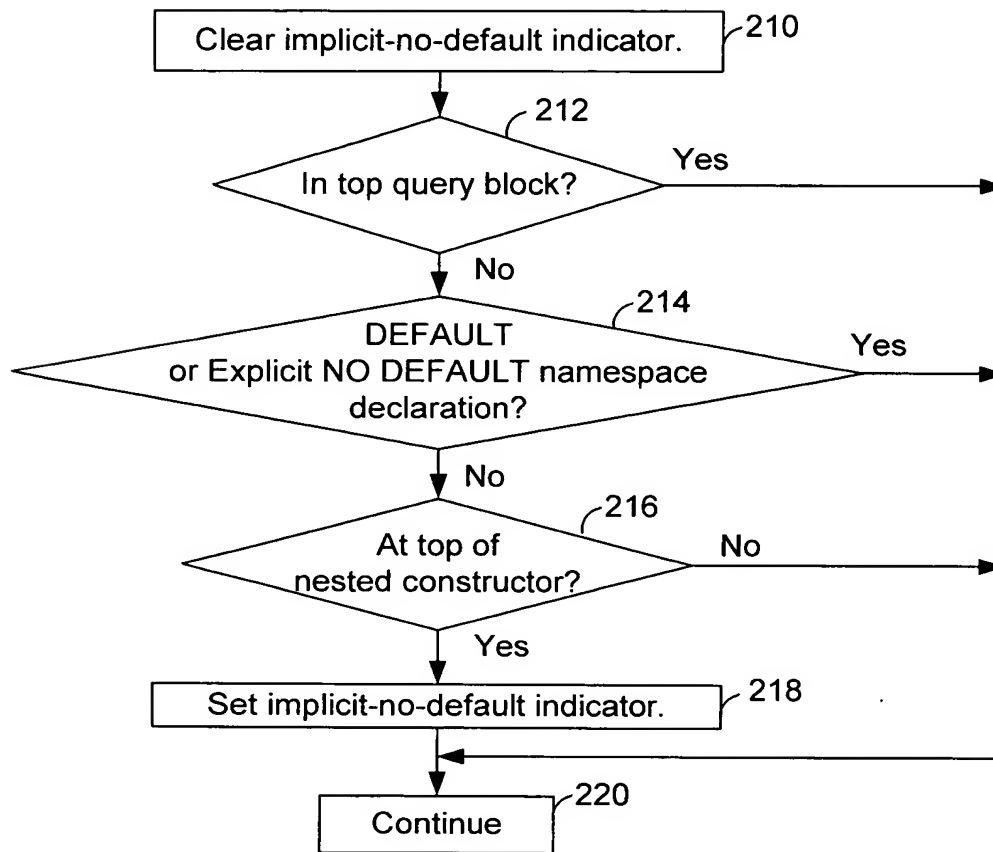 Clear implicit-no-default indicator.
210
212
In top query block?
Yes
No
214
DEFAULT
or Explicit NO DEFAULT namespace
declaration?
Yes
No
216
At top of
nested constructor?
No
Yes
Set implicit-no-default indicator.
218
220
Continue